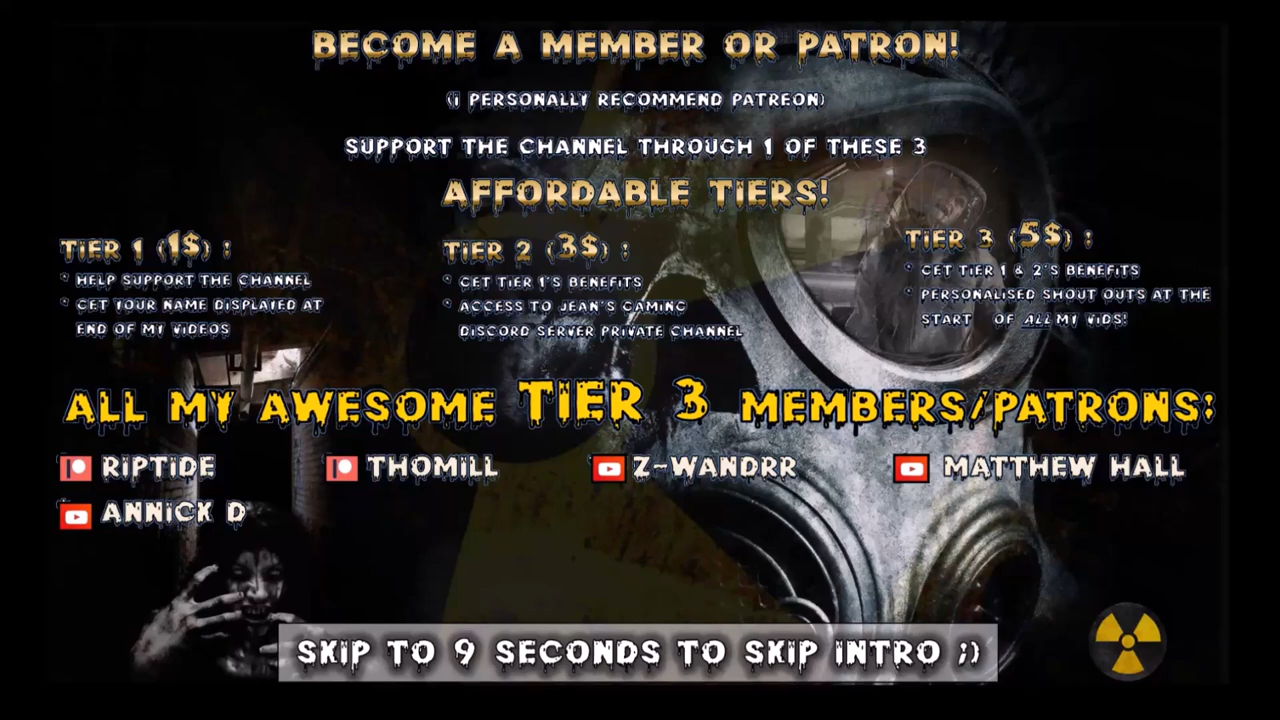 BECOME A MEMBER OR PATRON!
(I PERSONALLY RECOMMEND PATREON)
SUPPORT THE CHANNEL THROUGH 1 OF THESE 3
AFFORDABLE TIERS!
TIER 1 (1$) :
* HELP SUPPORT THE CHANNEL
* GET YOUR NAME DISPLAYED AT
END OF MY VIDEOS
TIER 2 (3$) :
* GET TIER 1'S BENEFITS
* ACCESS TO JEAN'S GAMING
DISCORD SERVER PRIVATE CHANNEL
TIER 3 (5$) :
* GET TIER 1 & 2'S BENEFITS
* PERSONALISED SHOUT OUTS AT THE
START OF ALL MY VIDS!
ALL MY AWESOME TIER 3 MEMBERS/PATRONS:
RIPTIDE
THOMILL
Z-WANDRR
MATTHEW HALL
ANNICK D
SKIP TO 9 SECONDS TO SKIP INTRO ;)